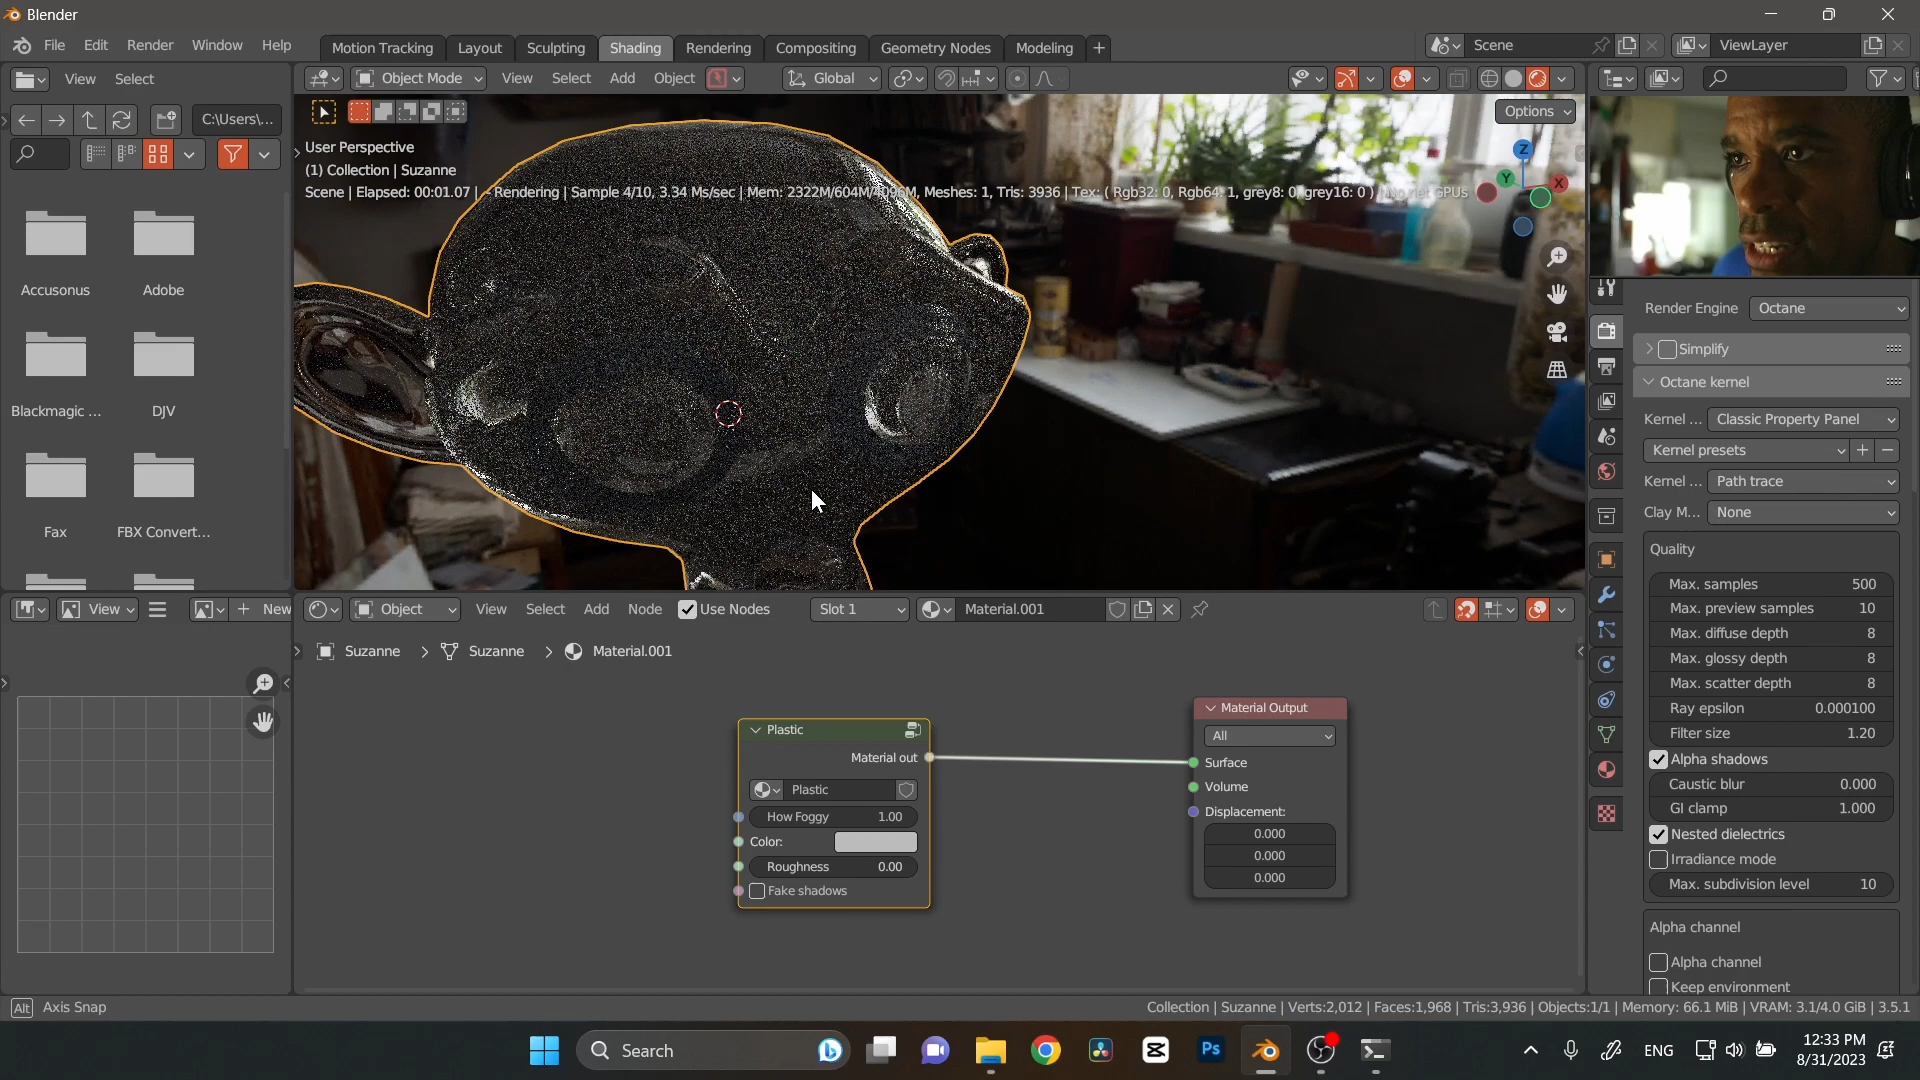 Blender
File Edit Render Window Help
Motion Tracking Layout Sculpting Shading Rendering Compositing Geometry Nodes Modeling +
Scene
ViewLayer
View Select
Object Mode View Select Add Object
Global
C:\Users\...
Options
User Perspective
(1) Collection | Suzanne
Scene | Elapsed: 00:01.07 | - Rendering | Sample 4/10, 3.34 Ms/sec | Mem: 2322M/604M/4096M, Meshes: 1, Tris: 3936 | Tex: ( Rgb32: 0, Rgb64: 1, grey8: 0, grey16: 0 ) | No net GPUs
Z
Y
X
Accusonus Adobe
Blackmagic ... DJV
Fax FBX Convert...
Render Engine Octane
Simplify
Octane kernel
Kernel ... Classic Property Panel
Kernel presets
Kernel ... Path trace
Clay M... None
Quality
Max. samples 500
Max. preview samples 10
Max. diffuse depth 8
Max. glossy depth 8
Max. scatter depth 8
Ray epsilon 0.000100
Filter size 1.20
Alpha shadows
Caustic blur 0.000
GI clamp 1.000
Nested dielectrics
Irradiance mode
Max. subdivision level 10
Alpha channel
Alpha channel
Keep environment
View + New
Object View Select Add Node Use Nodes Slot 1 Material.001
Suzanne > Suzanne > Material.001
Plastic
Material out
Plastic
How Foggy 1.00
Color:
Roughness 0.00
Fake shadows
Material Output
All
Surface
Volume
Displacement:
0.000
0.000
0.000
Alt Axis Snap
Collection | Suzanne | Verts:2,012 | Faces:1,968 | Tris:3,936 | Objects:1/1 | Memory: 66.1 MiB | VRAM: 3.1/4.0 GiB | 3.5.1
Search
Ps
ENG
12:33 PM
8/31/2023